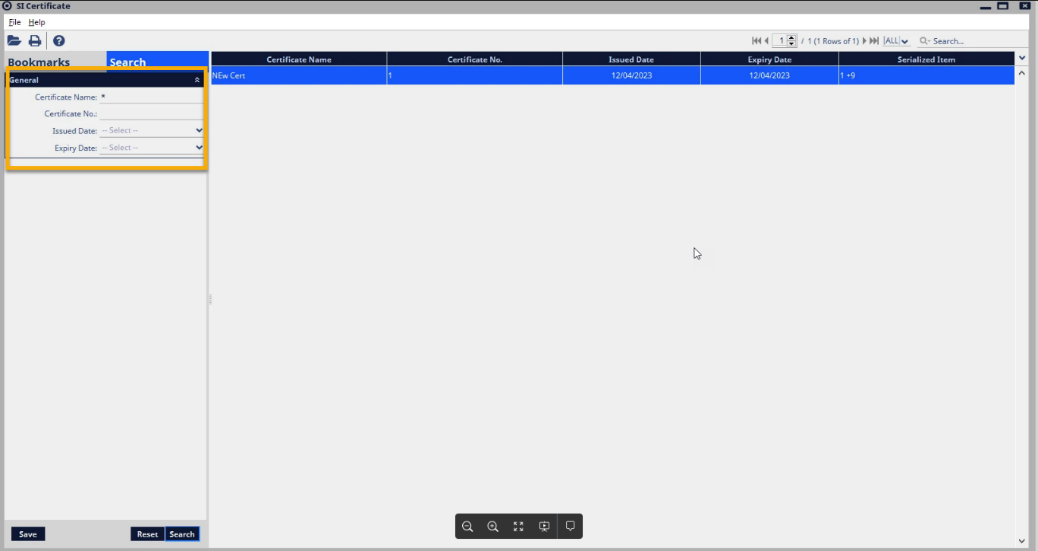 SI Certificate
File Help
1 / 1 (1 Rows of 1) [ALL] Search...
Bookmarks Search
Certificate Name Certificate No. Issued Date Expiry Date Serialized Item
NEw Cert 1 12/04/2023 12/04/2023 1 +9
General
Certificate Name: *
Certificate No.:
Issued Date: -- Select --
Expiry Date: -- Select --
Save Reset Search